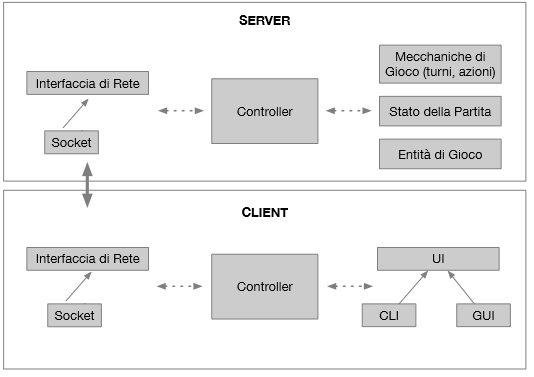 SERVER
Interfaccia di Rete
Socket
Controller
Mecchaniche di
Gioco (turni, azioni)
Stato della Partita
Entità di Gioco
CLIENT
Interfaccia di Rete
Socket
Controller
UI
CLI
GUI